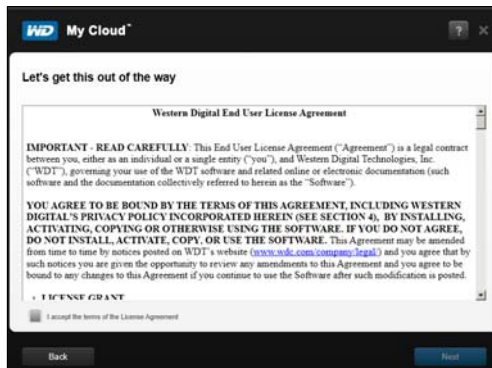 WD My Cloud™
? ×
Let's get this out of the way
Western Digital End User License Agreement
IMPORTANT - READ CAREFULLY: This End User License Agreement ("Agreement") is a legal contract
between you, either as an individual or a single entity ("you"), and Western Digital Technologies, Inc.
("WDT"), governing your use of the WDT software and related online or electronic documentation (such
software and the documentation collectively referred to herein as the "Software").
YOU AGREE TO BE BOUND BY THE TERMS OF THIS AGREEMENT, INCLUDING WESTERN
DIGITAL'S PRIVACY POLICY INCORPORATED HEREIN (SEE SECTION 4), BY INSTALLING,
ACTIVATING, COPYING OR OTHERWISE USING THE SOFTWARE. IF YOU DO NOT AGREE,
DO NOT INSTALL, ACTIVATE, COPY, OR USE THE SOFTWARE. This Agreement may be amended
from time to time by notices posted on WDT's website (www.wdc.com/company/legal/) and you agree that by
such notices you are given the opportunity to review any amendments to this Agreement and you agree to be
bound to any changes to this Agreement if you continue to use the Software after such modification is posted.
1. LICENSE GRANT
I accept the terms of the License Agreement
Back
Next